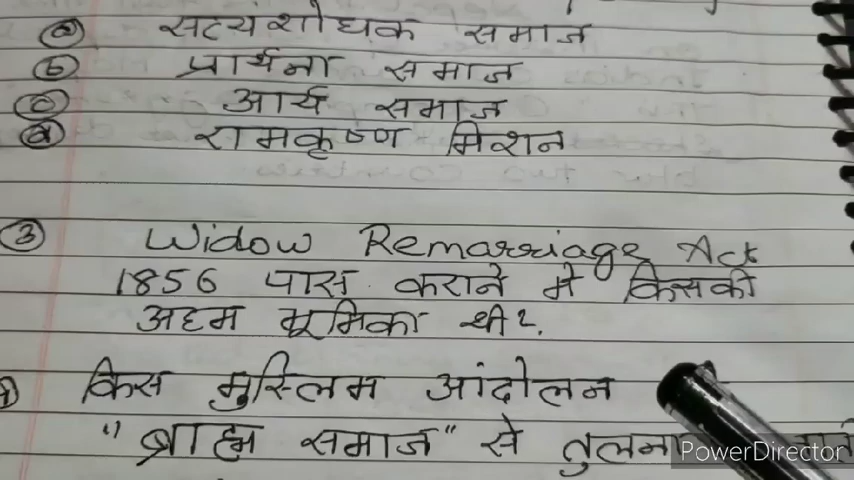 ⓐ सत्यशोधक समाज
ⓑ प्रार्थना समाज
ⓒ आर्य समाज
ⓓ रामकृष्ण मिशन
③ Widow Remarriage Act
1856 पास कराने मे किसकी
अहम भूमिका थी?.
④ किस मुस्लिम आंदोलन
"ब्राह्म समाज" से तुलना
PowerDirector